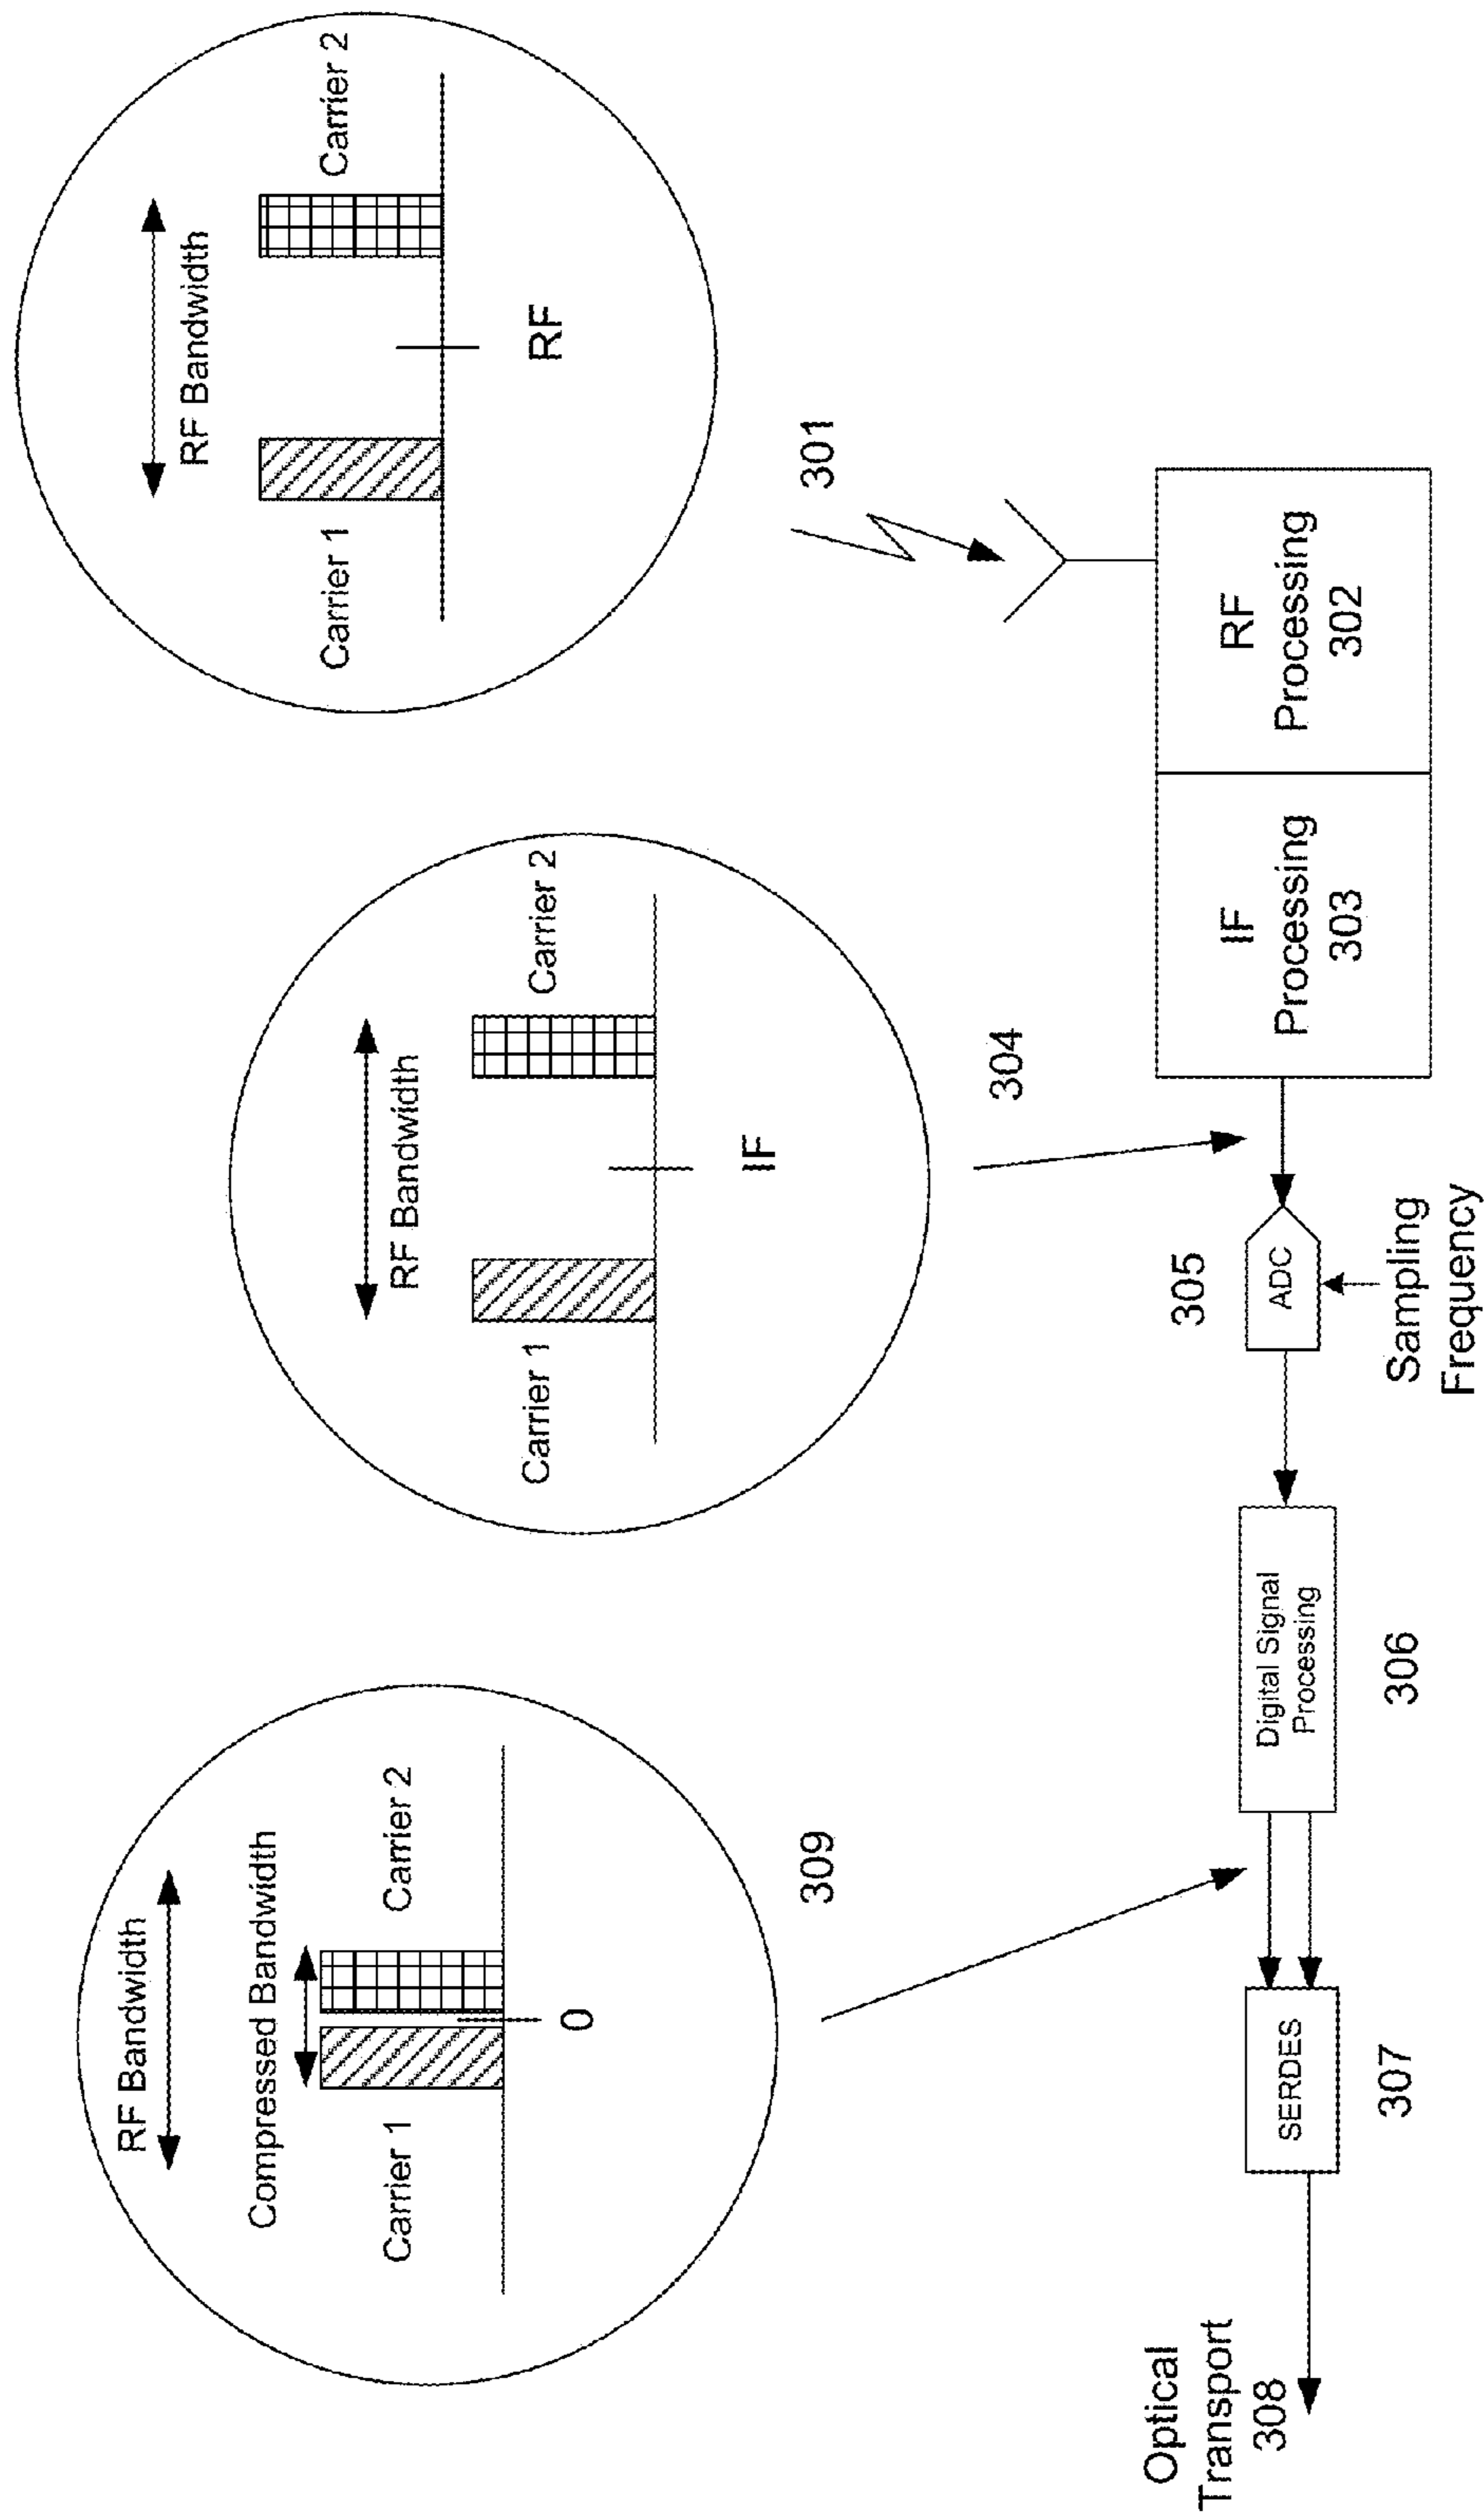 RF Bandwidth
Compressed Bandwidth
Carrier 1
Carrier 2
0
309
RF Bandwidth
Carrier 1
Carrier 2
IF
304
RF Bandwidth
Carrier 1
Carrier 2
RF
301
Optical
Transport
308
SERDES
307
Digital Signal
Processing
306
305
ADC
Sampling
Frequency
IF
Processing
303
RF
Processing
302